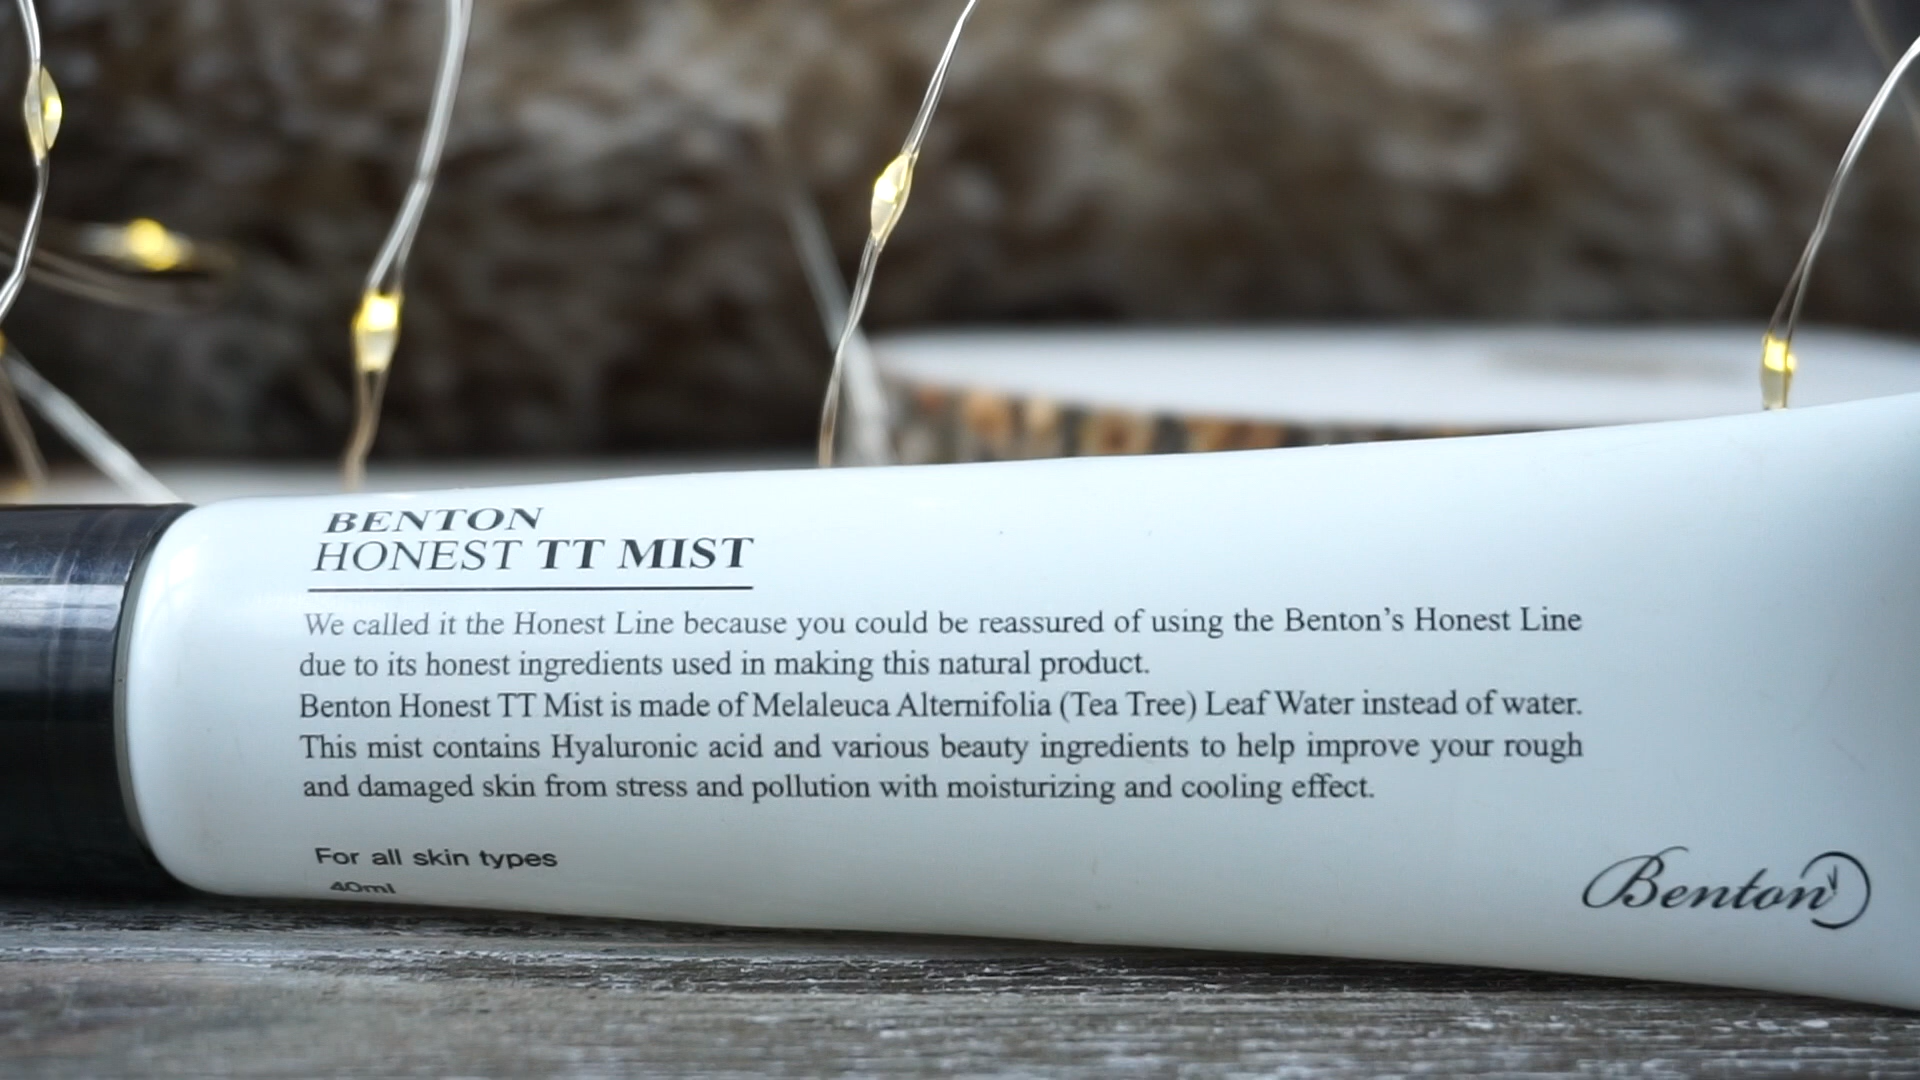 BENTON
HONEST TT MIST
We called it the Honest Line because you could be reassured of using the Benton’s Honest Line
due to its honest ingredients used in making this natural product.
Benton Honest TT Mist is made of Melaleuca Alternifolia (Tea Tree) Leaf Water instead of water.
This mist contains Hyaluronic acid and various beauty ingredients to help improve your rough
and damaged skin from stress and pollution with moisturizing and cooling effect.
For all skin types
40ml
Benton